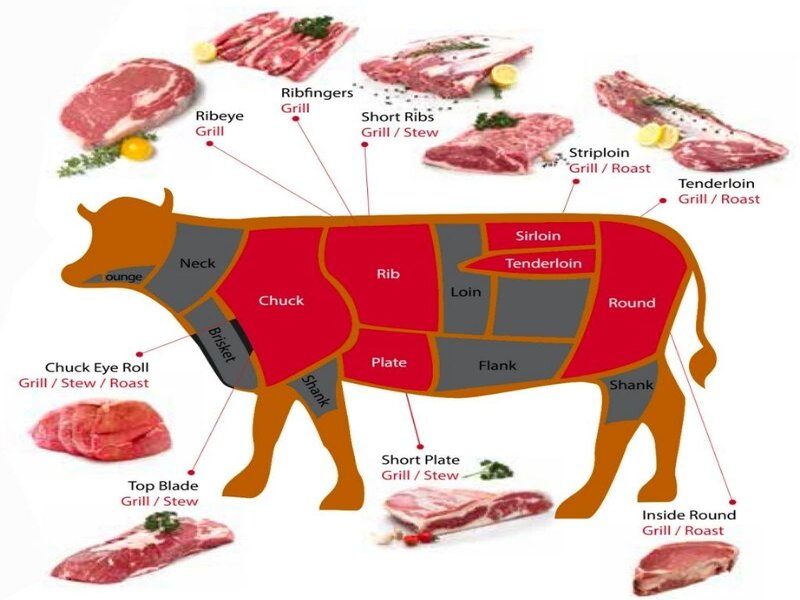 Ribeye
Grill
Ribfingers
Grill
Short Ribs
Grill / Stew
Striploin
Grill / Roast
Tenderloin
Grill / Roast
ounge
Neck
Chuck
Rib
Loin
Sirloin
Tenderloin
Round
Brisket
Shank
Plate
Flank
Shank
Chuck Eye Roll
Grill / Stew / Roast
Top Blade
Grill / Stew
Short Plate
Grill / Stew
Inside Round
Grill / Roast